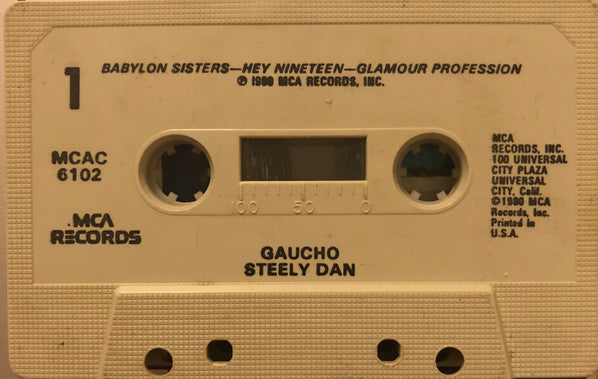 1
BABYLON SISTERS—HEY NINETEEN—GLAMOUR PROFESSION
℗ 1980 MCA RECORDS, INC.
MCAC
6102
MCA
RECORDS
MCA
RECORDS, INC.
100 UNIVERSAL
CITY PLAZA
UNIVERSAL
CITY, Calif.
©1980 MCA
Records, Inc.
Printed in
U.S.A.
100 50 0
GAUCHO
STEELY DAN